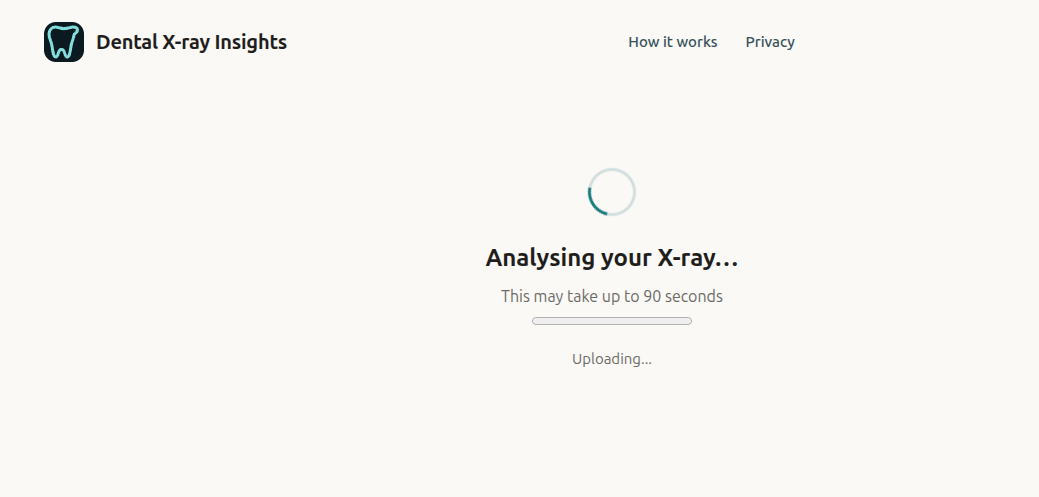 Dental X-ray Insights
How it works
Privacy
Analysing your X-ray...
This may take up to 90 seconds
Uploading...